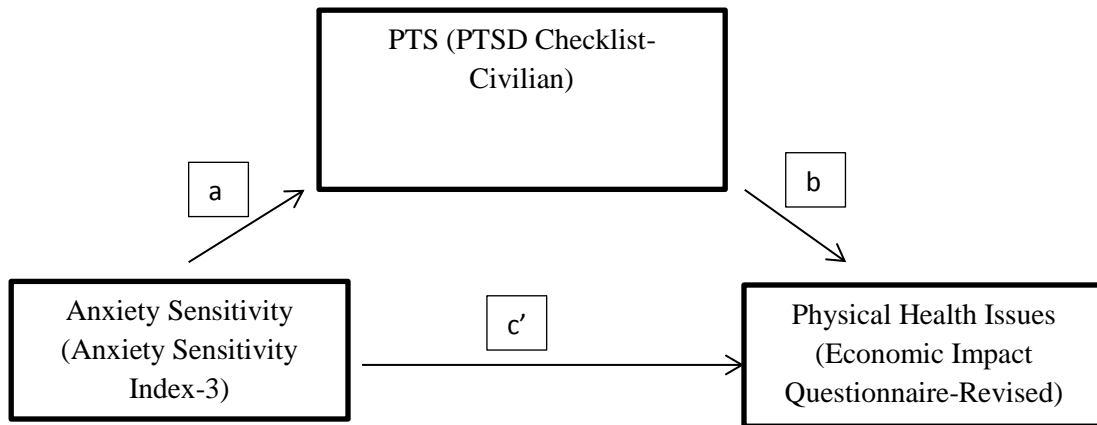 PTS (PTSD Checklist-
Civilian)
a
b
Anxiety Sensitivity
(Anxiety Sensitivity
Index-3)
c’
Physical Health Issues
(Economic Impact
Questionnaire-Revised)